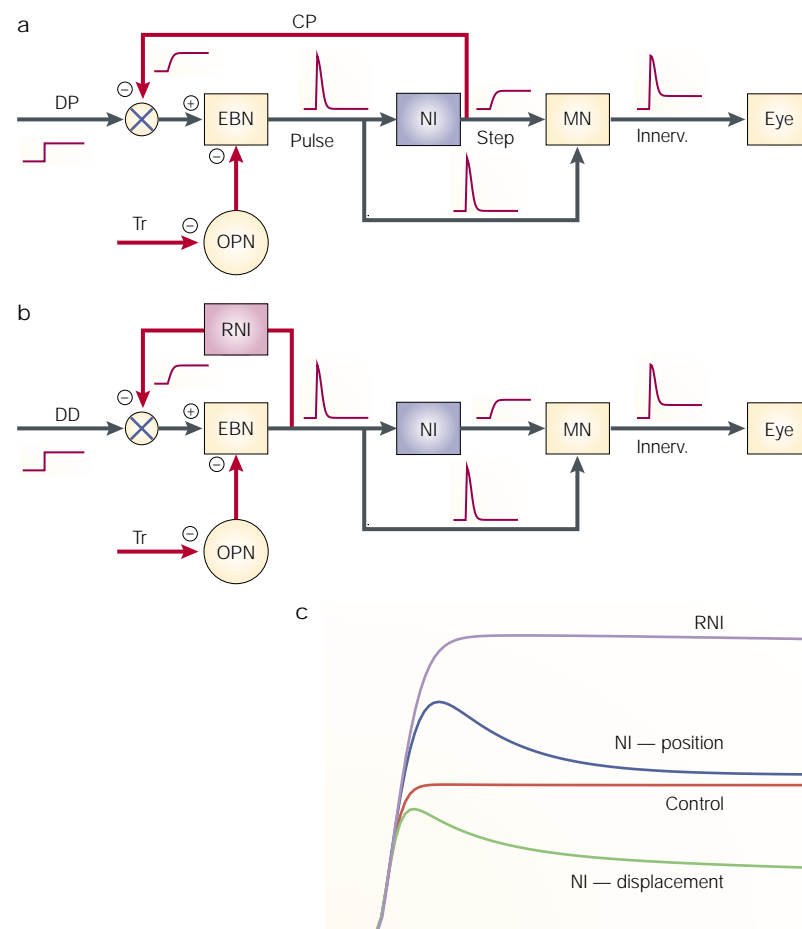 a
CP
DP
EBN
Pulse
NI
Step
MN
Innerv.
Eye
Tr
OPN
b
RNI
DD
EBN
NI
MN
Innerv.
Eye
Tr
OPN
c
RNI
NI — position
Control
NI — displacement